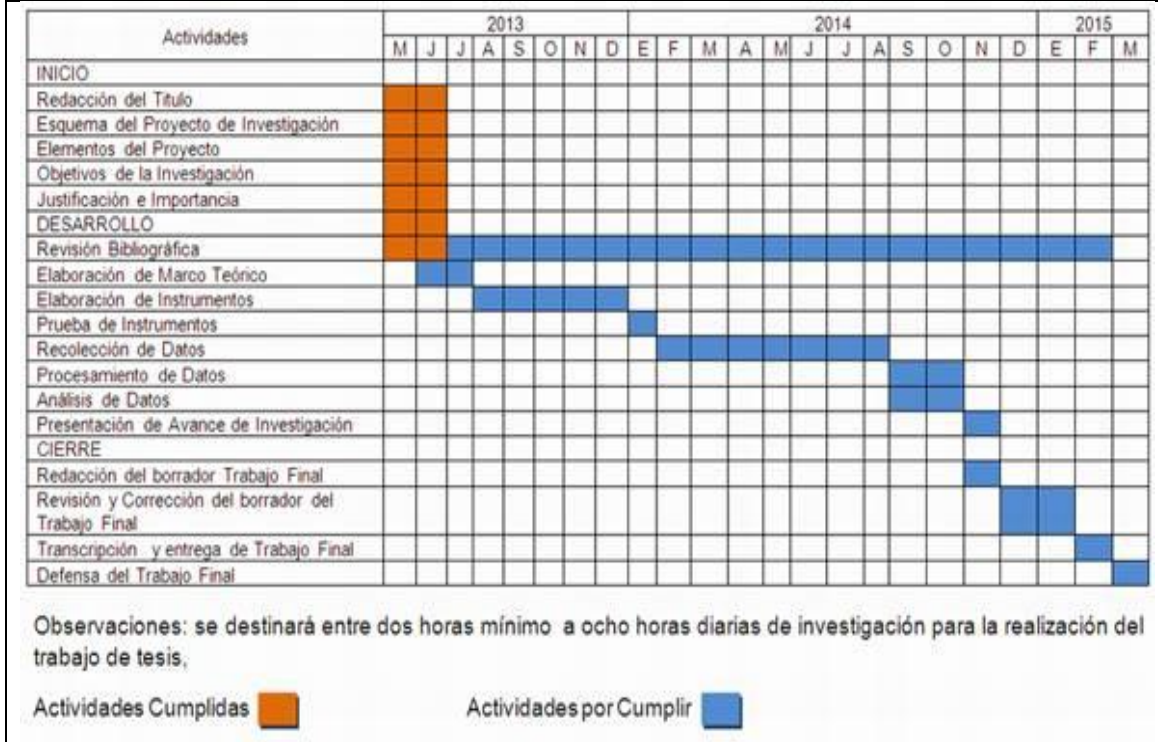 Actividades
2013 2014 2015
M J J A S O N D E F M A M J J A S O N D E F M
INICIO
Redacción del Titulo
Esquema del Proyecto de Investigación
Elementos del Proyecto
Objetivos de la Investigación
Justificación e Importancia
DESARROLLO
Revisión Bibliográfica
Elaboración de Marco Teórico
Elaboración de Instrumentos
Prueba de Instrumentos
Recolección de Datos
Procesamiento de Datos
Análisis de Datos
Presentación de Avance de Investigación
CIERRE
Redacción del borrador Trabajo Final
Revisión y Corrección del borrador del
Trabajo Final
Transcripción y entrega de Trabajo Final
Defensa del Trabajo Final
Observaciones: se destinará entre dos horas mínimo a ocho horas diarias de investigación para la realización del
trabajo de tesis,
Actividades Cumplidas Actividades por Cumplir